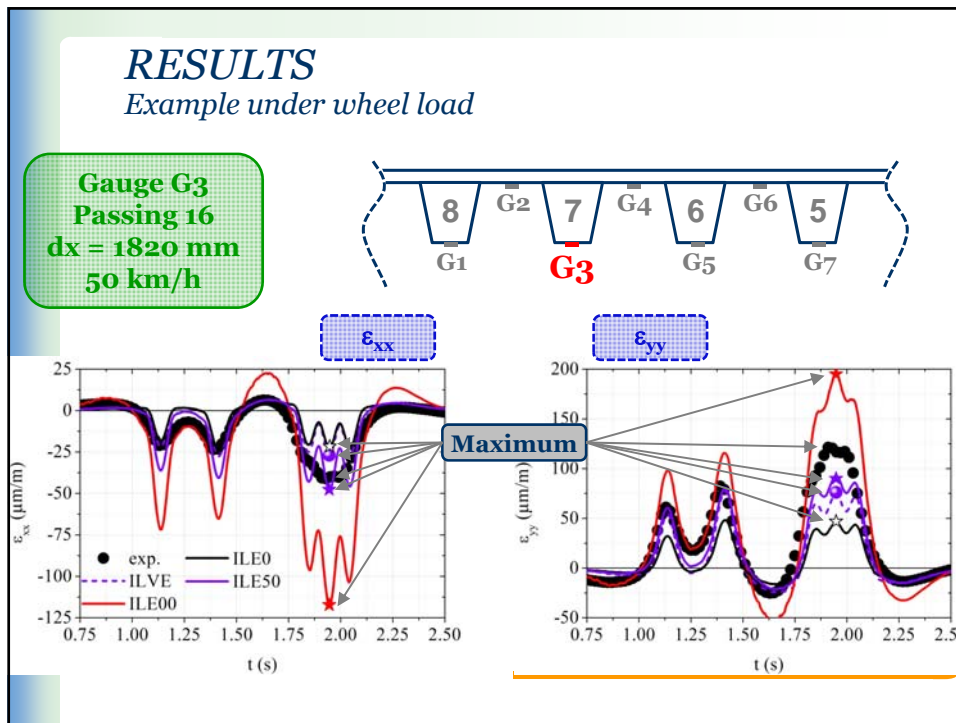 RESULTS
Example under wheel load
Gauge G3
Passing 16
dx = 1820 mm
50 km/h
8
G2
7
G4
6
G6
5
G1
G3
G5
G7
εxx
εyy
25
0
-25
-50
-75
-100
-125
εxx (μm/m)
exp.
ILE0
ILVE
ILE50
ILE00
0.75 1.00 1.25 1.50 1.75 2.00 2.25 2.50
t (s)
Maximum
200
150
100
50
0
-50
εyy (μm/m)
0.75 1.00 1.25 1.50 1.75 2.00 2.25 2.5
t (s)